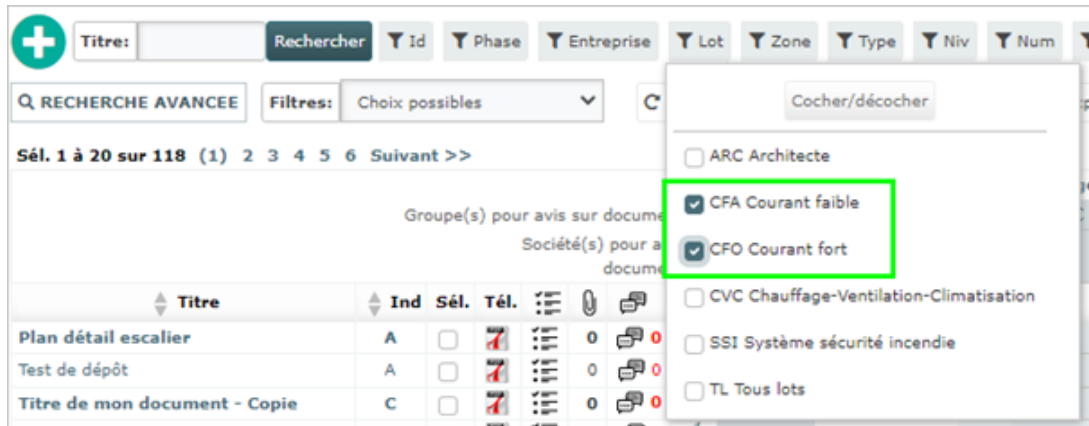 Titre: Rechercher Id Phase Entreprise Lot Zone Type Niv Num
RECHERCHE AVANCEE Filtres: Choix possibles Cocher/décocher
Sél. 1 à 20 sur 118 (1) 2 3 4 5 6 Suivant >>
ARC Architecte
CFA Courant faible
Groupe(s) pour avis sur docume
Société(s) pour a
docume
CFO Courant fort
CVC Chauffage-Ventilation-Climatisation
SSI Système sécurité incendie
TL Tous lots
Titre Ind Sél. Tél.
Plan détail escalier A 0 0
Test de dépôt A 0 0
Titre de mon document - Copie C 0 0